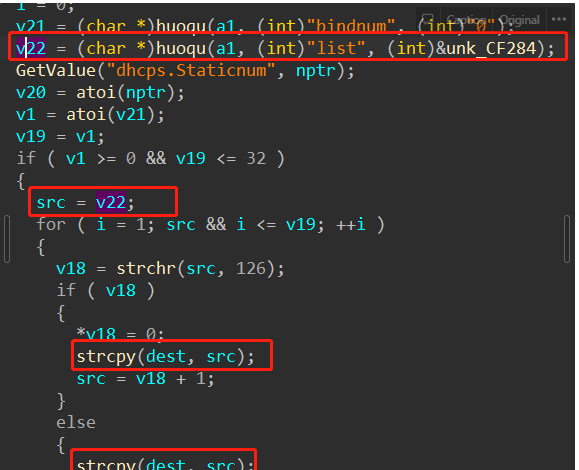 i = 0;
v21 = (char *)huoqu(a1, (int)"bindnum", (int)"0");
v22 = (char *)huoqu(a1, (int)"list", (int)&unk_CF284);
GetValue("dhcps.Staticnum", nptr);
v20 = atoi(nptr);
v1 = atoi(v21);
v19 = v1;
if ( v1 >= 0 && v19 <= 32 )
{
src = v22;
for ( i = 1; src && i <= v19; ++i )
{
v18 = strchr(src, 126);
if ( v18 )
{
*v18 = 0;
strcpy(dest, src);
src = v18 + 1;
}
else
{
strcpy(dest, src);